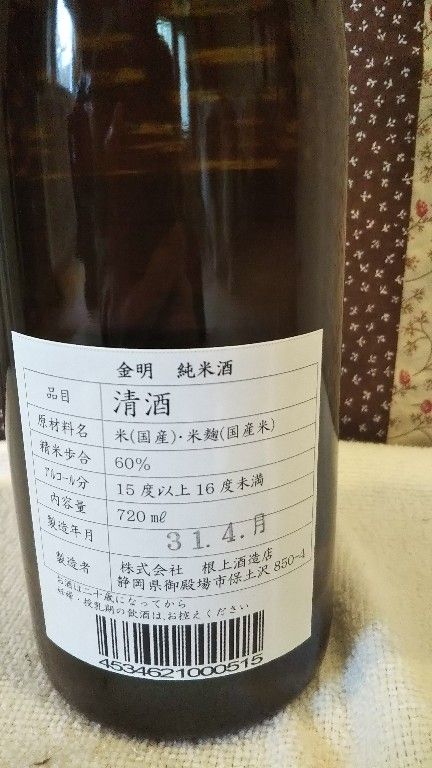 金明　純米酒
品目 清酒
原材料名 米(国産)・米麹(国産米)
精米歩合 60%
アルコール分 15度以上16度未満
内容量 720㎖
製造年月 31.4.月
製造者 株式会社　根上酒造店
静岡県御殿場市保土沢850-4
お酒は二十歳になってから
妊婦・授乳期の飲酒は、お控えください
4534621000515